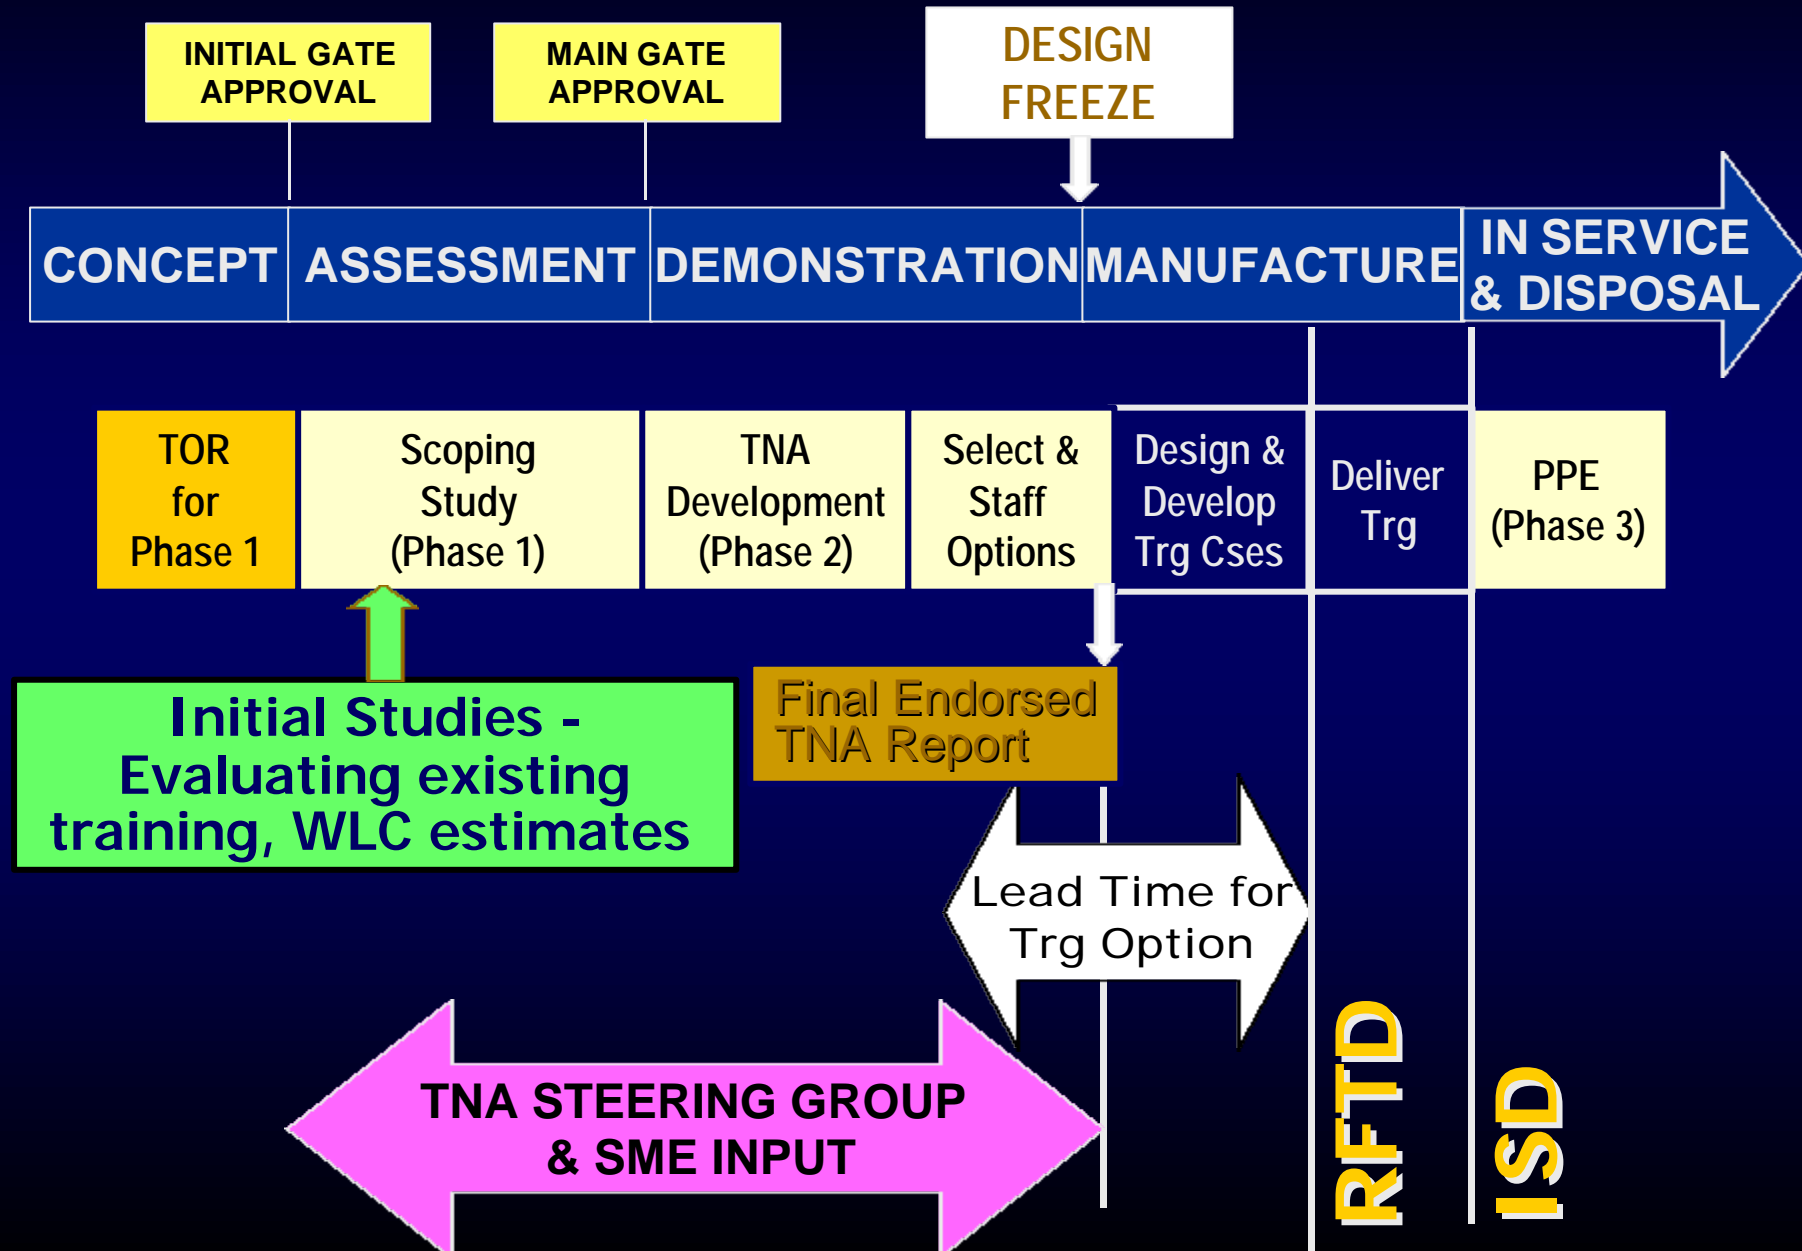 INITIAL GATE
APPROVAL
MAIN GATE
APPROVAL
DESIGN
FREEZE
CONCEPT
ASSESSMENT
DEMONSTRATION
MANUFACTURE
IN SERVICE
& DISPOSAL
TOR
for
Phase 1
Scoping
Study
(Phase 1)
TNA
Development
(Phase 2)
Select &
Staff
Options
Design &
Develop
Trg Cses
Deliver
Trg
PPE
(Phase 3)
Initial Studies -
Evaluating existing
training, WLC estimates
Final Endorsed
TNA Report
Lead Time for
Trg Option
TNA STEERING GROUP
& SME INPUT
RFTD
ISD